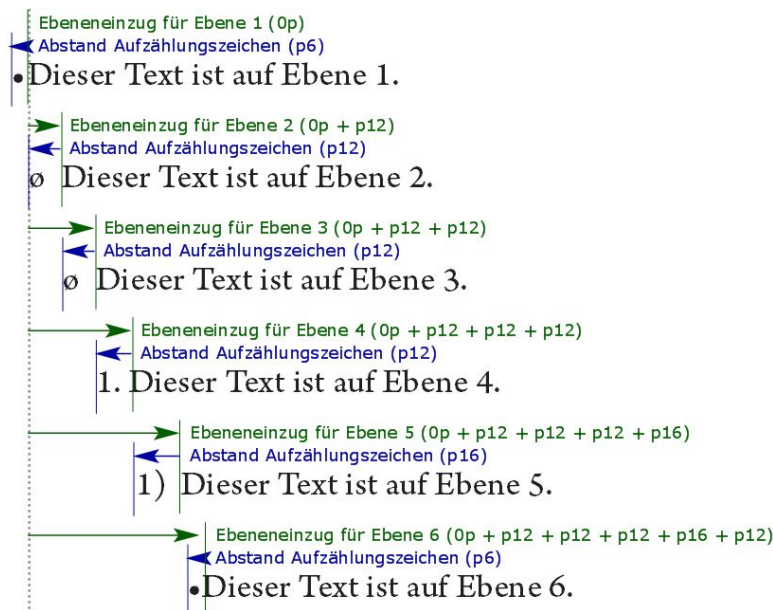 Ebeneneinzug für Ebene 1 (0p)
Abstand Aufzählungszeichen (p6)
•Dieser Text ist auf Ebene 1.
Ebeneneinzug für Ebene 2 (0p + p12)
Abstand Aufzählungszeichen (p12)
ø Dieser Text ist auf Ebene 2.
Ebeneneinzug für Ebene 3 (0p + p12 + p12)
Abstand Aufzählungszeichen (p12)
ø Dieser Text ist auf Ebene 3.
Ebeneneinzug für Ebene 4 (0p + p12 + p12 + p12)
Abstand Aufzählungszeichen (p12)
1. Dieser Text ist auf Ebene 4.
Ebeneneinzug für Ebene 5 (0p + p12 + p12 + p12 + p16)
Abstand Aufzählungszeichen (p16)
1) Dieser Text ist auf Ebene 5.
Ebeneneinzug für Ebene 6 (0p + p12 + p12 + p12 + p16 + p12)
Abstand Aufzählungszeichen (p6)
•Dieser Text ist auf Ebene 6.